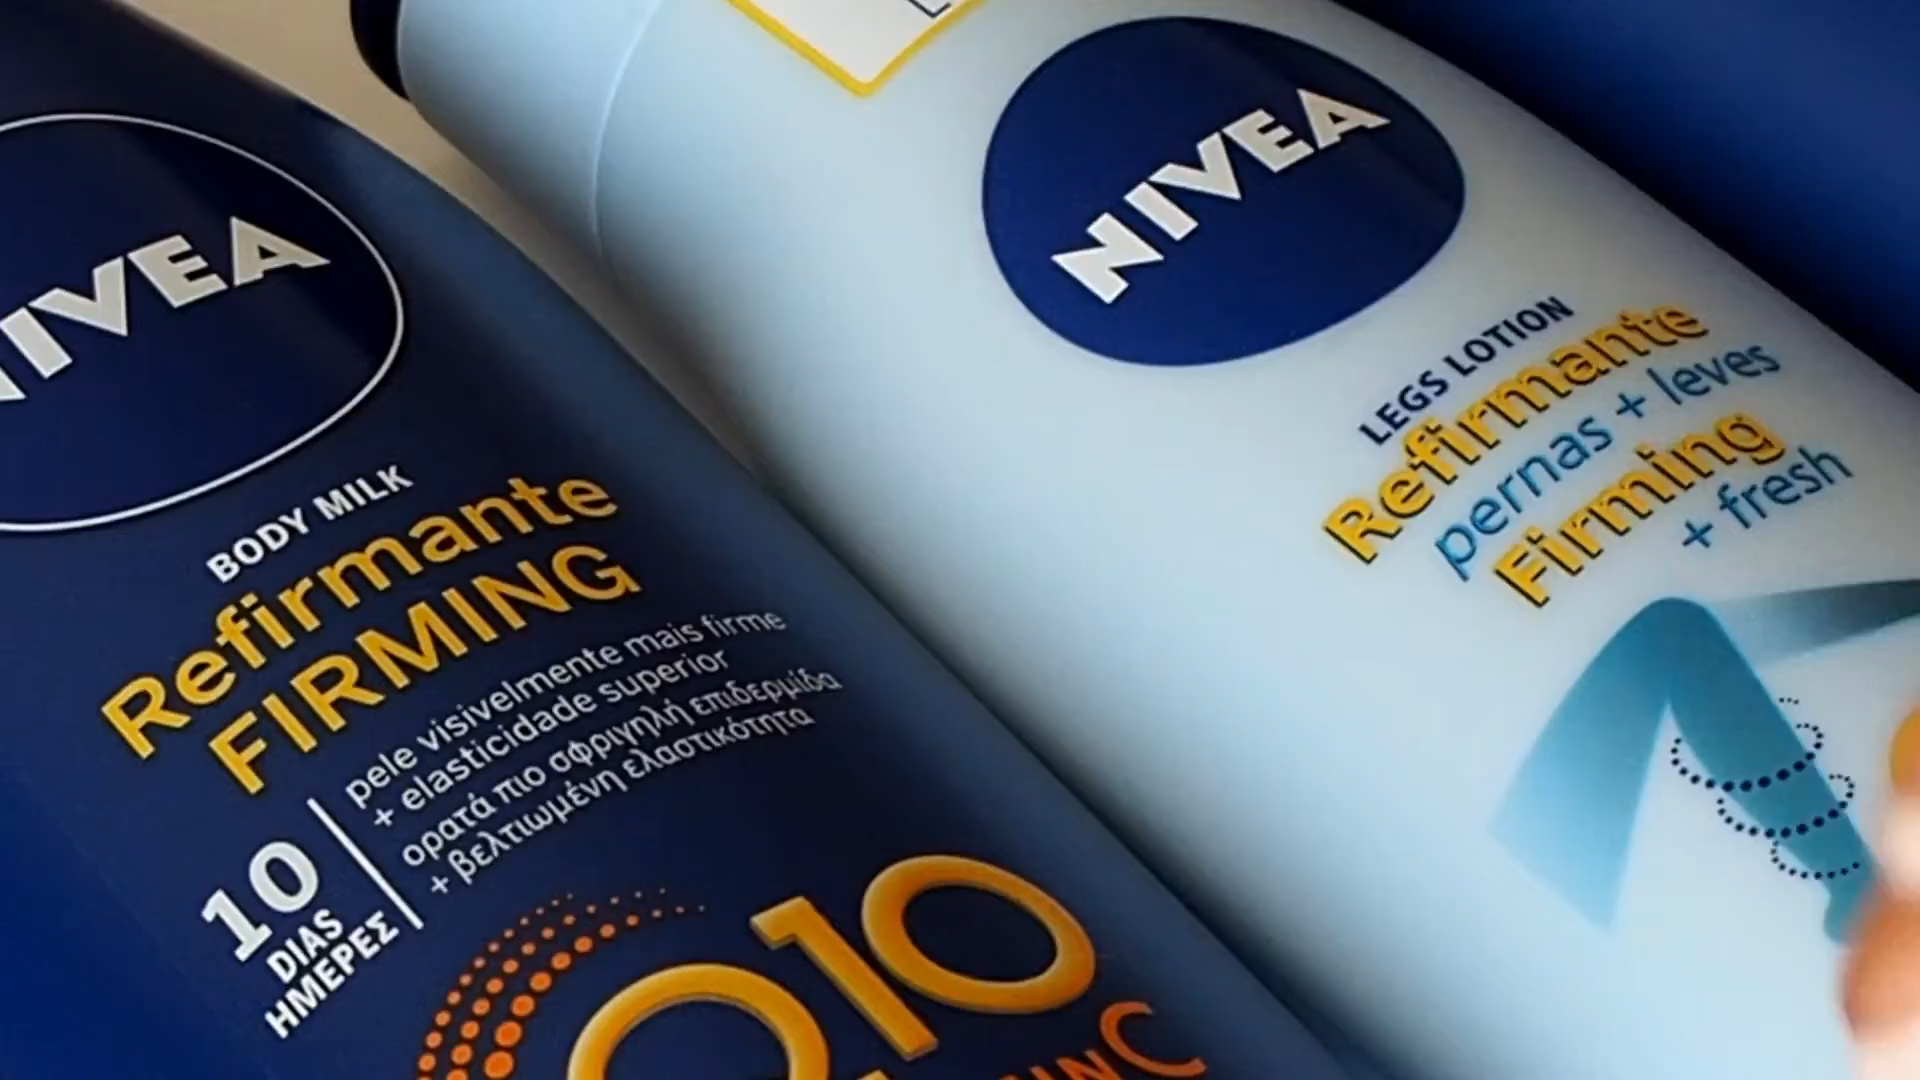 NIVEA
BODY MILK
Refirmante
FIRMING
pele visivelmente mais firme
+ elasticidade superior
ορατά πιο σφριγηλή επιδερμίδα
+ βελτιωμένη ελαστικότητα
10
DIAS
ΗΜΕΡΕΣ
Q10
C
NIVEA
LEGS LOTION
Refirmante
pernas + leves
Firming
+ fresh